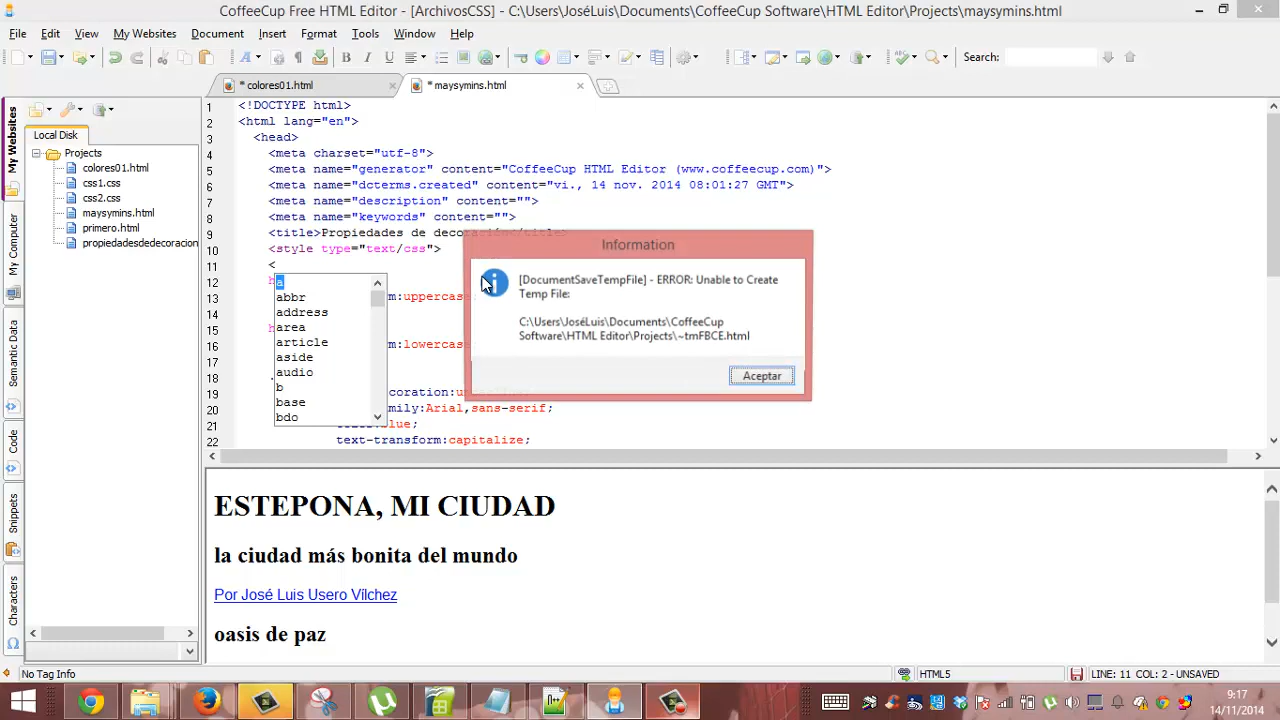 CoffeeCup Free HTML Editor - [ArchivosCSS] - C:\Users\JoséLuis\Documents\CoffeeCup Software\HTML Editor\Projects\maysymins.html
File Edit View My Websites Document Insert Format Tools Window Help
Search:
* colores01.html
* maysymins.html
My Websites
My Computer
Semantic Data
Code
Snippets
Characters
Local Disk
Projects
colores01.html
css1.css
css2.css
maysymins.html
primero.html
propiedadesdedecoracion
1 <!DOCTYPE html>
2 <html lang="en">
3 <head>
4 <meta charset="utf-8">
5 <meta name="generator" content="CoffeeCup HTML Editor (www.coffeecup.com)">
6 <meta name="dcterms.created" content="vi., 14 nov. 2014 08:01:27 GMT">
7 <meta name="description" content="">
8 <meta name="keywords" content="">
9 <title>Propiedades de decoración</title>
10 <style type="text/css">
11 <
12 h
13 m:uppercase
14
15 h
16 m:lowercase
17
18 .
19 coration:un
20 mily:Arial,sans-serif;
21 lue;
22 text-transform:capitalize;
a
abbr
address
area
article
aside
audio
b
base
bdo
Information
[DocumentSaveTempFile] - ERROR: Unable to Create
Temp File:
C:\Users\JoséLuis\Documents\CoffeeCup
Software\HTML Editor\Projects\~tmFBCE.html
Aceptar
ESTEPONA, MI CIUDAD
la ciudad más bonita del mundo
Por José Luis Usero Vílchez
oasis de paz
No Tag Info
HTML5
LINE: 11 COL: 2 - UNSAVED
9:17
14/11/2014